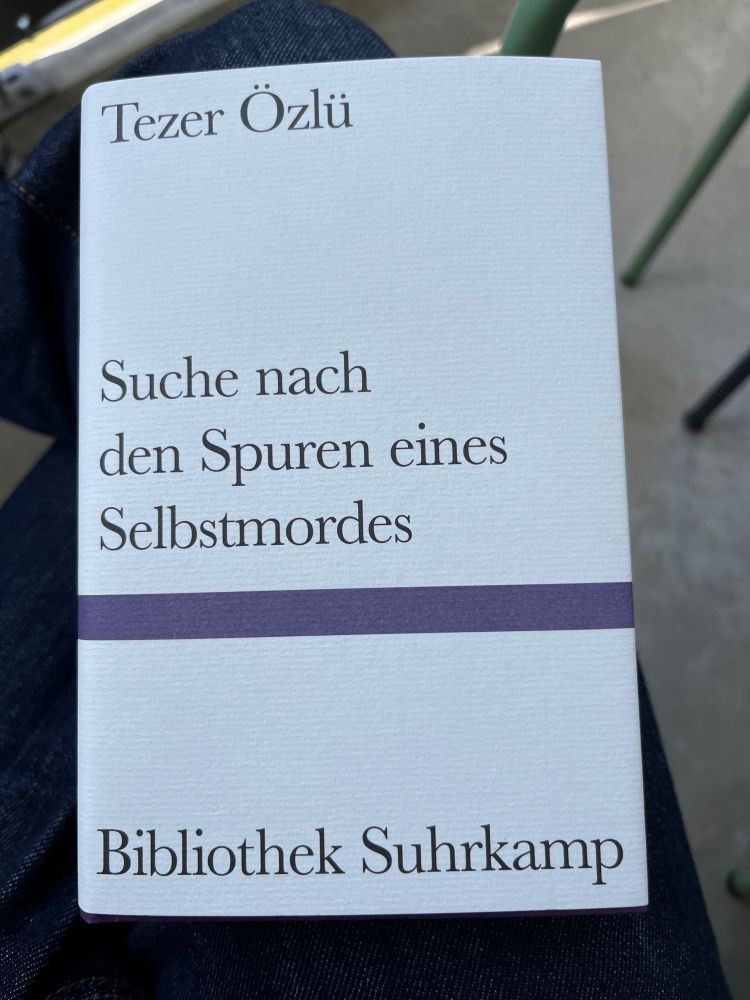 Tezer Özlü
Suche nach
den Spuren eines
Selbstmordes
Bibliothek Suhrkamp